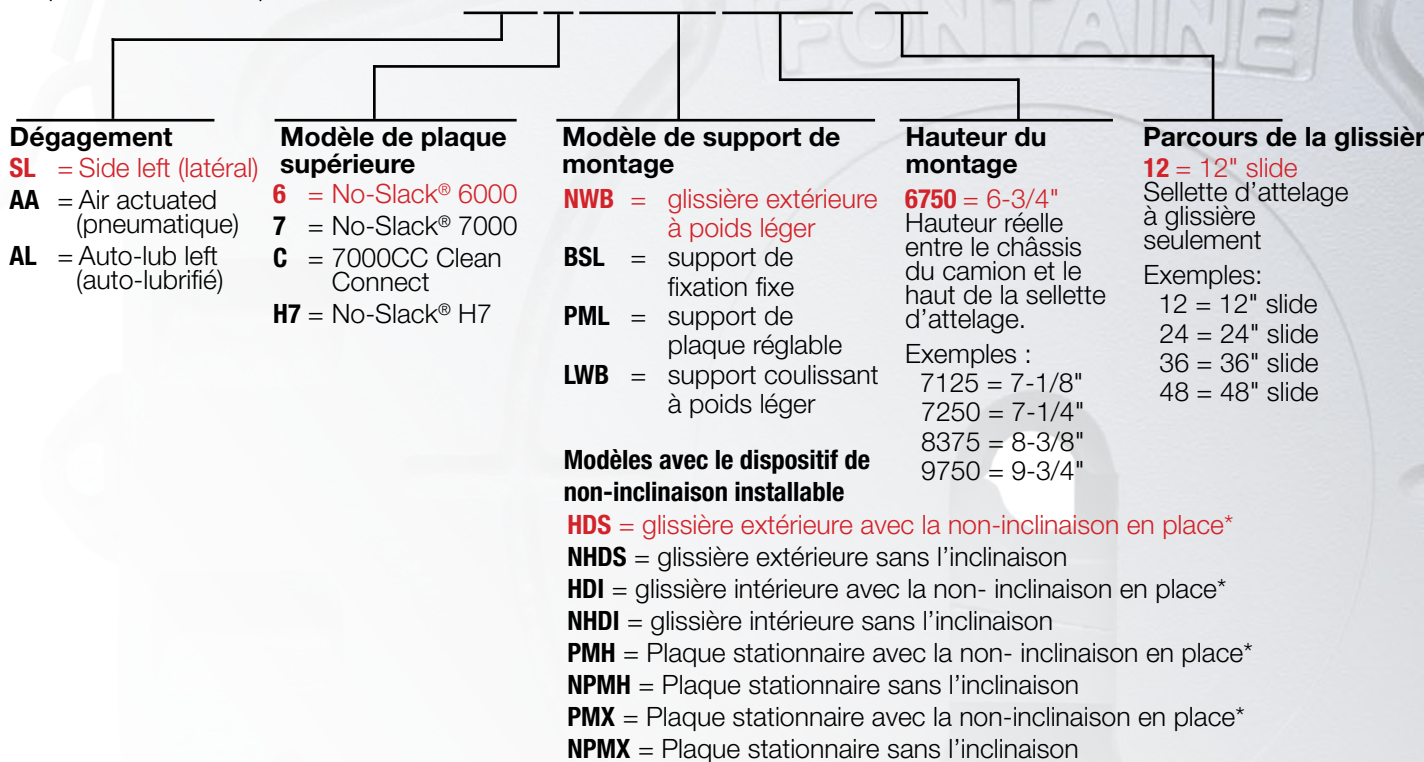 FONTAINE
Dégagement
SL = Side left (latéral)
AA = Air actuated
(pneumatique)
AL = Auto-lub left
(auto-lubrifié)
Modèle de plaque
supérieure
6 = No-Slack® 6000
7 = No-Slack® 7000
C = 7000CC Clean
Connect
H7 = No-Slack® H7
Modèle de support de
montage
NWB = glissière extérieure
à poids léger
BSL = support de
fixation fixe
PML = support de
plaque réglable
LWB = support coulissant
à poids léger
Modèles avec le dispositif de
non-inclinaison installable
HDS = glissière extérieure avec la non-inclinaison en place*
NHDS = glissière extérieure sans l'inclinaison
HDI = glissière intérieure avec la non- inclinaison en place*
NHDI = glissière intérieure sans l'inclinaison
PMH = Plaque stationnaire avec la non- inclinaison en place*
NPMH = Plaque stationnaire sans l'inclinaison
PMX = Plaque stationnaire avec la non-inclinaison en place*
NPMX = Plaque stationnaire sans l'inclinaison
Hauteur du
montage
6750 = 6-3/4"
Hauteur réelle
entre le châssis
du camion et le
haut de la sellette
d'attelage.
Exemples :
7125 = 7-1/8"
7250 = 7-1/4"
8375 = 8-3/8"
9750 = 9-3/4"
Parcours de la glissièr
12 = 12" slide
Sellette d'attelage
à glissière
seulement
Exemples:
12 = 12" slide
24 = 24" slide
36 = 36" slide
48 = 48" slide